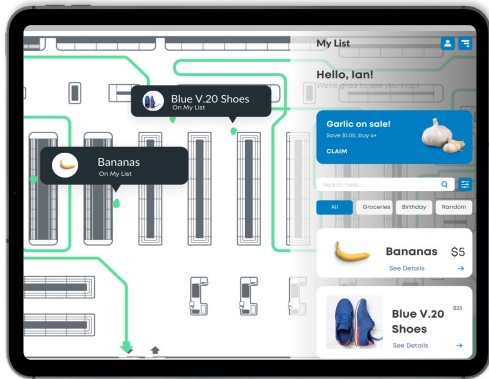 My List
Hello, Ian!
We're glad to see you back.
Garlic on sale!
Save $1.00, buy 4+
CLAIM
Search here...
All
Groceries
Birthday
Random
Bananas
$5
See Details
Blue V.20
Shoes
$25
See Details
Blue V.20 Shoes
On My List
Bananas
On My List